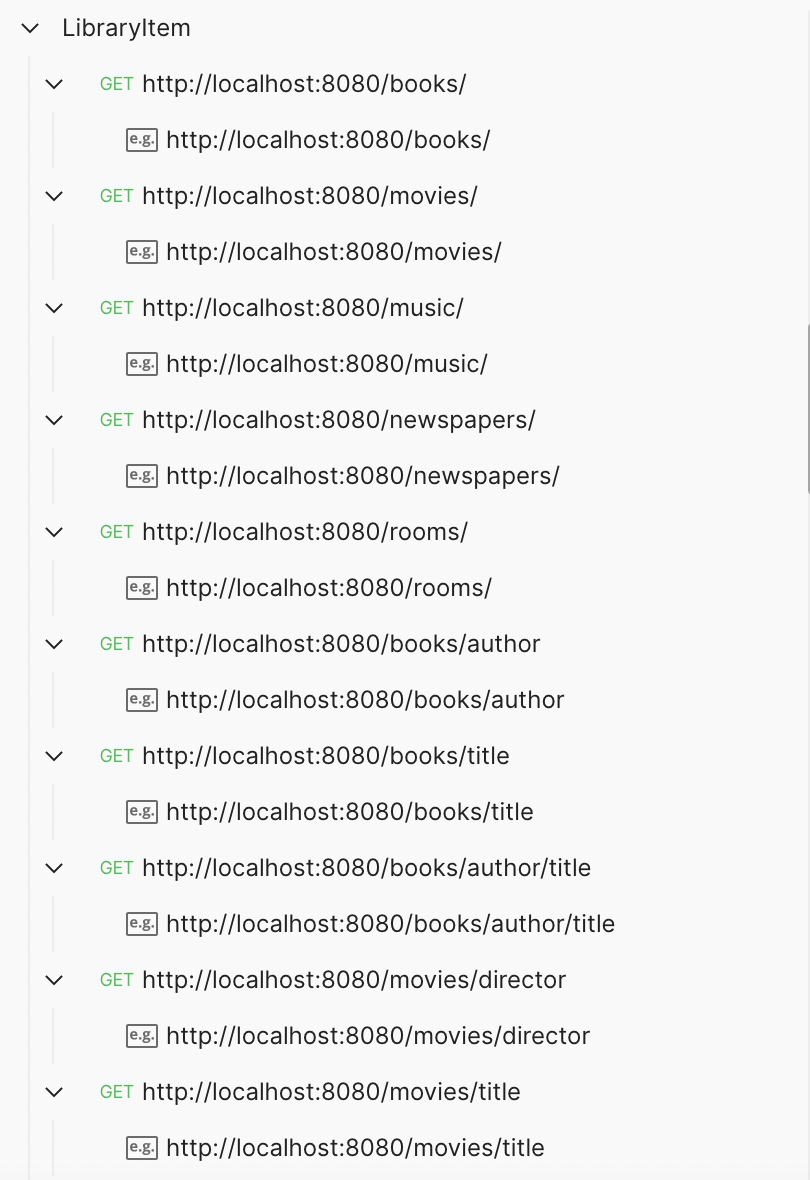 LibraryItem
GET http://localhost:8080/books/
e.g. http://localhost:8080/books/
GET http://localhost:8080/movies/
e.g. http://localhost:8080/movies/
GET http://localhost:8080/music/
e.g. http://localhost:8080/music/
GET http://localhost:8080/newspapers/
e.g. http://localhost:8080/newspapers/
GET http://localhost:8080/rooms/
e.g. http://localhost:8080/rooms/
GET http://localhost:8080/books/author
e.g. http://localhost:8080/books/author
GET http://localhost:8080/books/title
e.g. http://localhost:8080/books/title
GET http://localhost:8080/books/author/title
e.g. http://localhost:8080/books/author/title
GET http://localhost:8080/movies/director
e.g. http://localhost:8080/movies/director
GET http://localhost:8080/movies/title
e.g. http://localhost:8080/movies/title